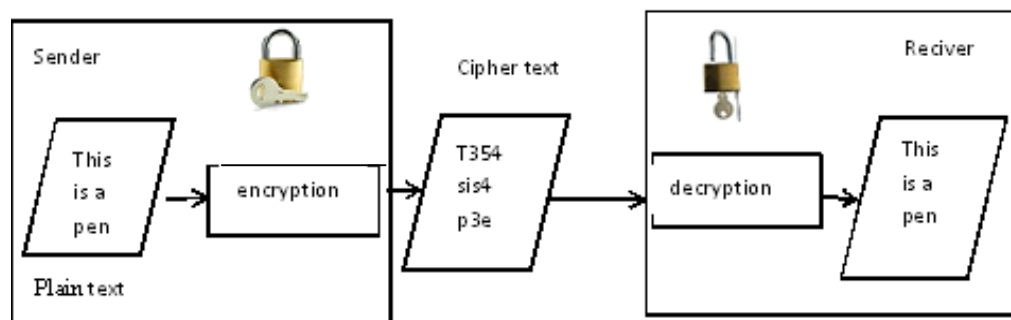 Sender
This
is a
pen
Plain text
encryption
Cipher text
T354
sis4
p3e
Reciver
decryption
This
is a
pen